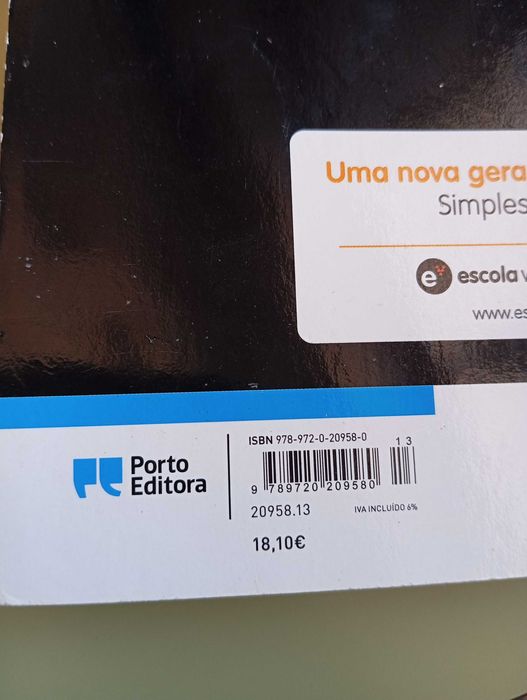 Uma nova gera
Simples
e escola v
www.es
ISBN 978-972-0-20958-0
1 3
9 789720 209580
Porto
Editora
20958.13 IVA INCLUÍDO 6%
18,10€